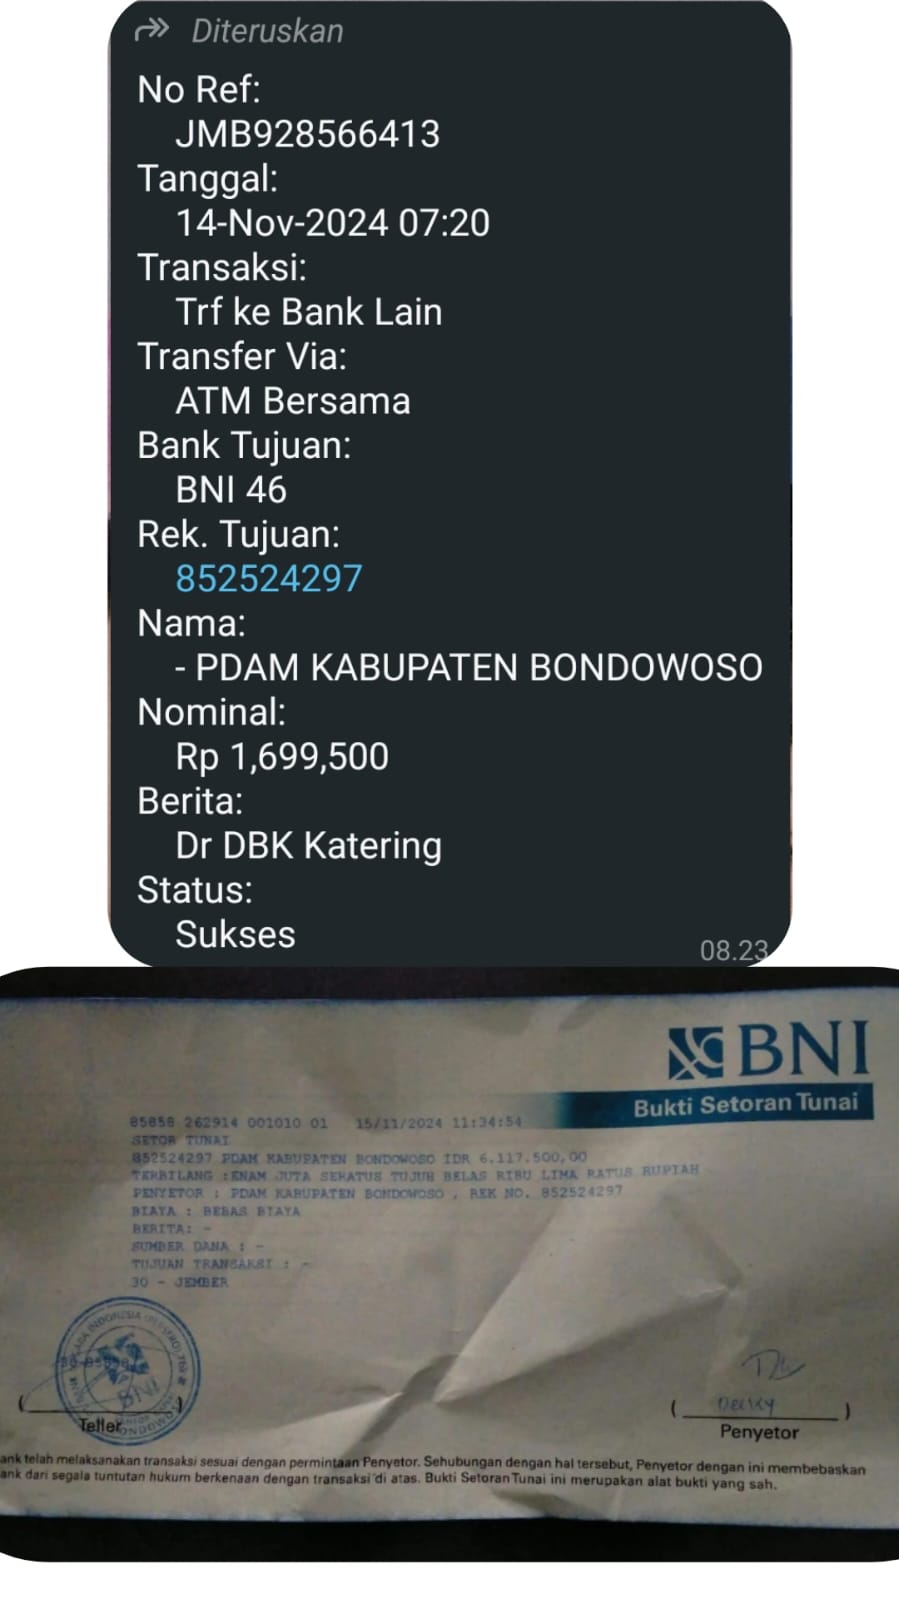 Diteruskan
No Ref:
JMB928566413
Tanggal:
14-Nov-2024 07:20
Transaksi:
Trf ke Bank Lain
Transfer Via:
ATM Bersama
Bank Tujuan:
BNI 46
Rek. Tujuan:
852524297
Nama:
- PDAM KABUPATEN BONDOWOSO
Nominal:
Rp 1,699,500
Berita:
Dr DBK Katering
Status:
Sukses
08.23
BNI
Bukti Setoran Tunai
85858 262914 001010 01 15/11/2024 11:34:54
SETOR TUNAI
852524297 PDAM KABUPATEN BONDOWOSO IDR 6.117.500,00
TERBILANG :ENAM JUTA SERATUS TUJUH BELAS RIBU LIMA RATUS RUPIAH
PENYETOR : PDAM KABUPATEN BONDOWOSO , REK NO. 852524297
BIAYA : BEBAS BIAYA
BERITA: -
SUMBER DANA : -
TUJUAN TRANSAKSI : -
30 - JEMBER
BNI
BONDOWOSO
( Teller )
( )
Penyetor
ank telah melaksanakan transaksi sesuai dengan permintaan Penyetor. Sehubungan dengan hal tersebut, Penyetor dengan ini membebaskan
ank dari segala tuntutan hukum berkenaan dengan transaksi di atas. Bukti Setoran Tunai ini merupakan alat bukti yang sah.